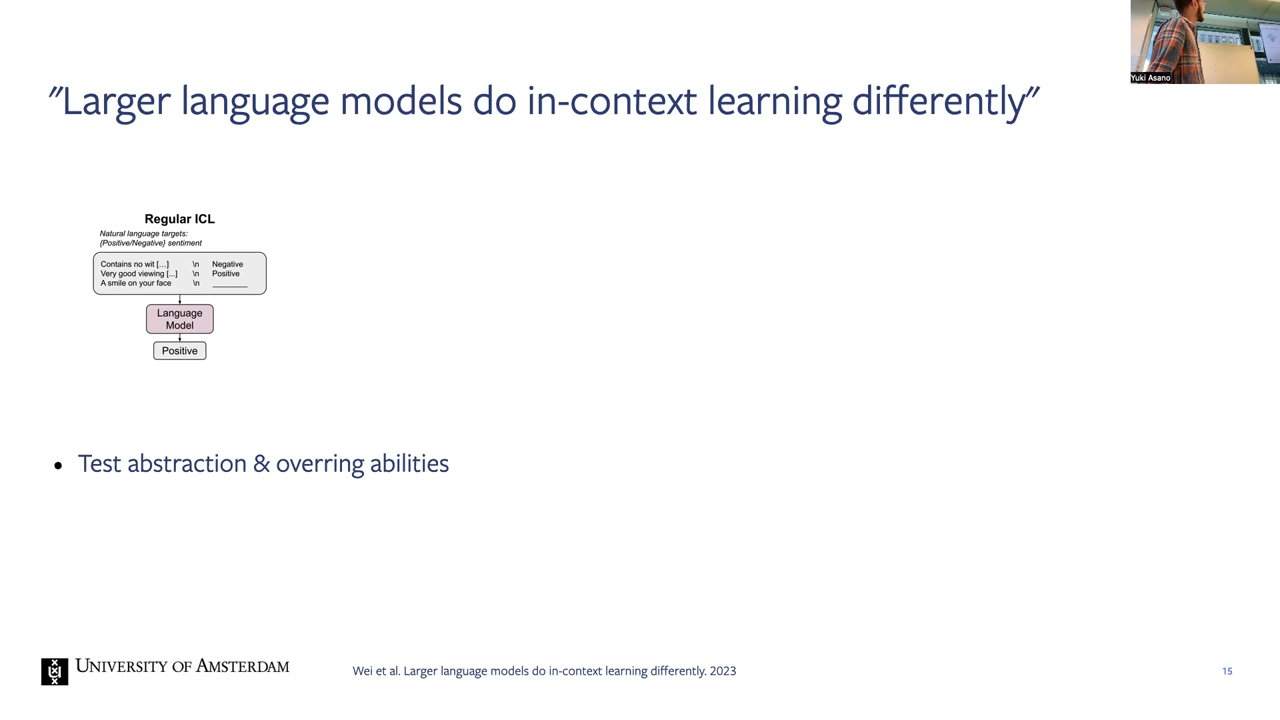 Yuki Asano
"Larger language models do in-context learning differently"
Regular ICL
Natural language targets:
{Positive/Negative} sentiment
Contains no wit [...] \n Negative
Very good viewing [...] \n Positive
A smile on your face \n ________
Language
Model
Positive
• Test abstraction & overring abilities
UNIVERSITY OF AMSTERDAM
Wei et al. Larger language models do in-context learning differently. 2023
15